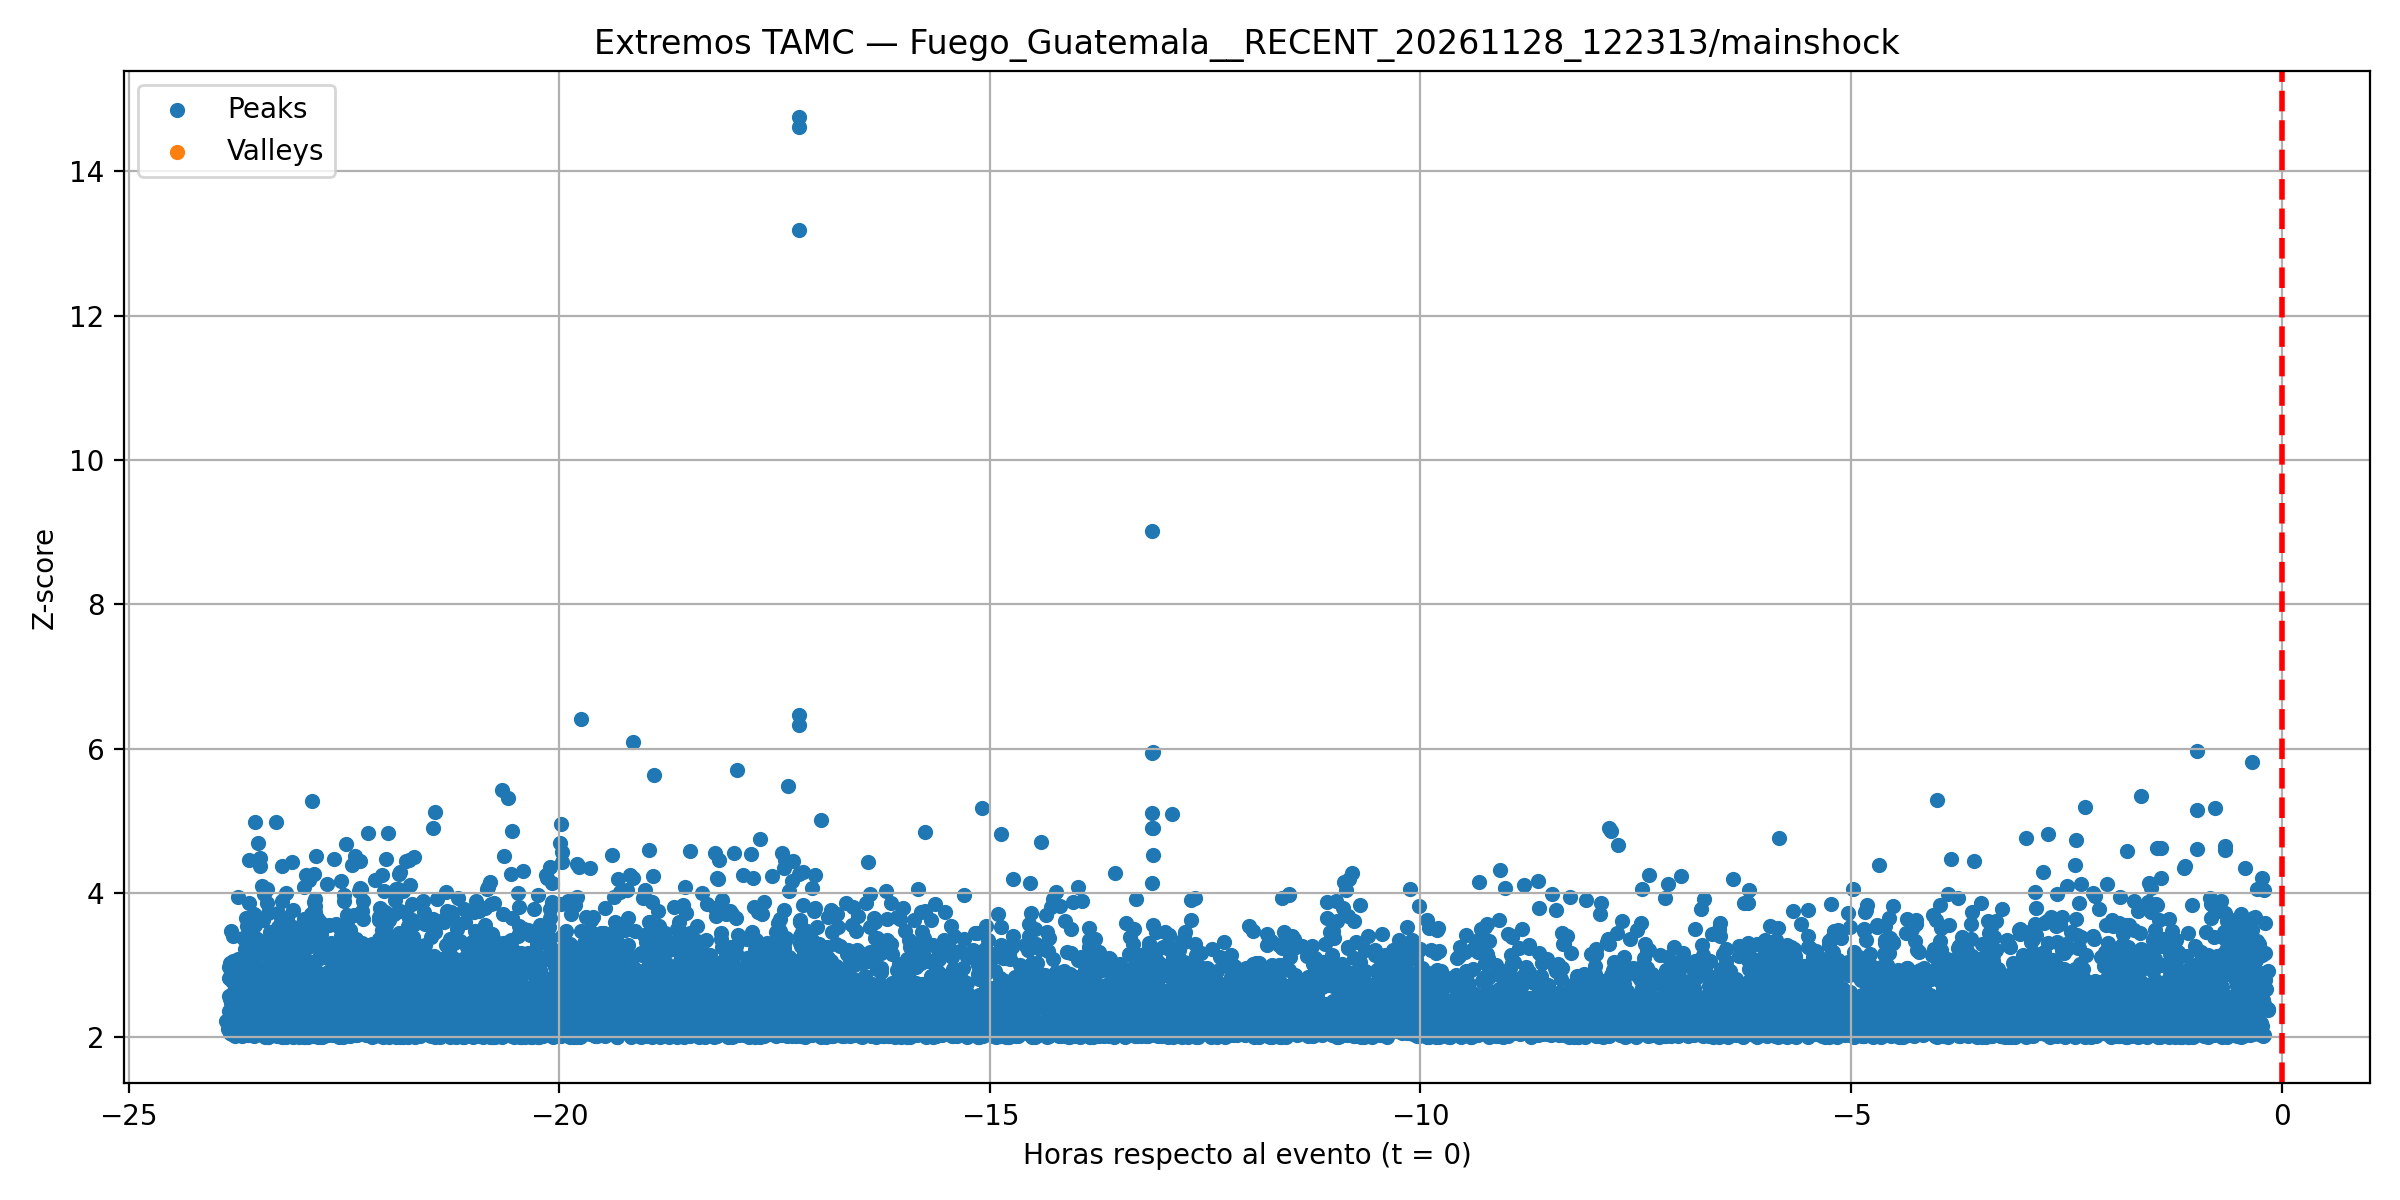 Extremos TAMC — Fuego_Guatemala__RECENT_20261128_122313/mainshock
Peaks
Valleys
Z-score
14
12
10
8
6
4
2
−25
−20
−15
−10
−5
0
Horas respecto al evento (t = 0)